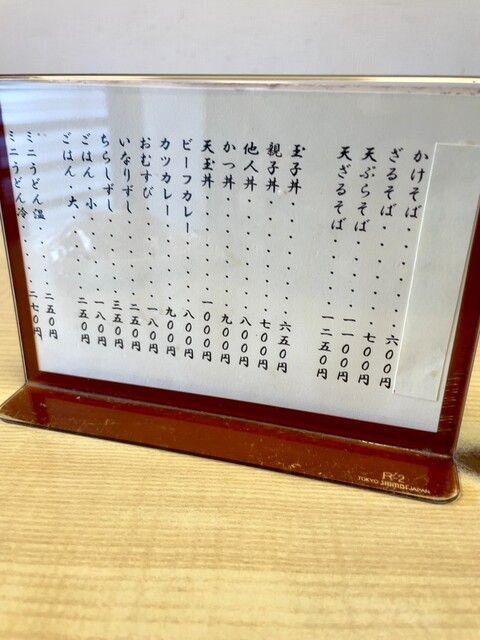 かけそば・・・・・六〇〇円
ざるそば・・・・・七〇〇円
天ぷらそば・・・・一一〇〇円
天ざるそば・・・・一二五〇円
玉子丼・・・・・・六五〇円
親子丼・・・・・・七〇〇円
他人丼・・・・・・八〇〇円
かつ丼・・・・・・九〇〇円
天玉丼・・・・・一〇〇〇円
ビーフカレー・・・・八〇〇円
カツカレー・・・・・九〇〇円
おむすび・・・・・一八〇円
いなりずし・・・・二五〇円
ちらしずし・・・・三五〇円
ごはん・小・・・・一八〇円
ごはん・大・・・・二五〇円
ミニうどん温・・・・二五〇円
ミニうどん冷・・・・二七〇円
R-2
TOKYO SHIMBI JAPAN